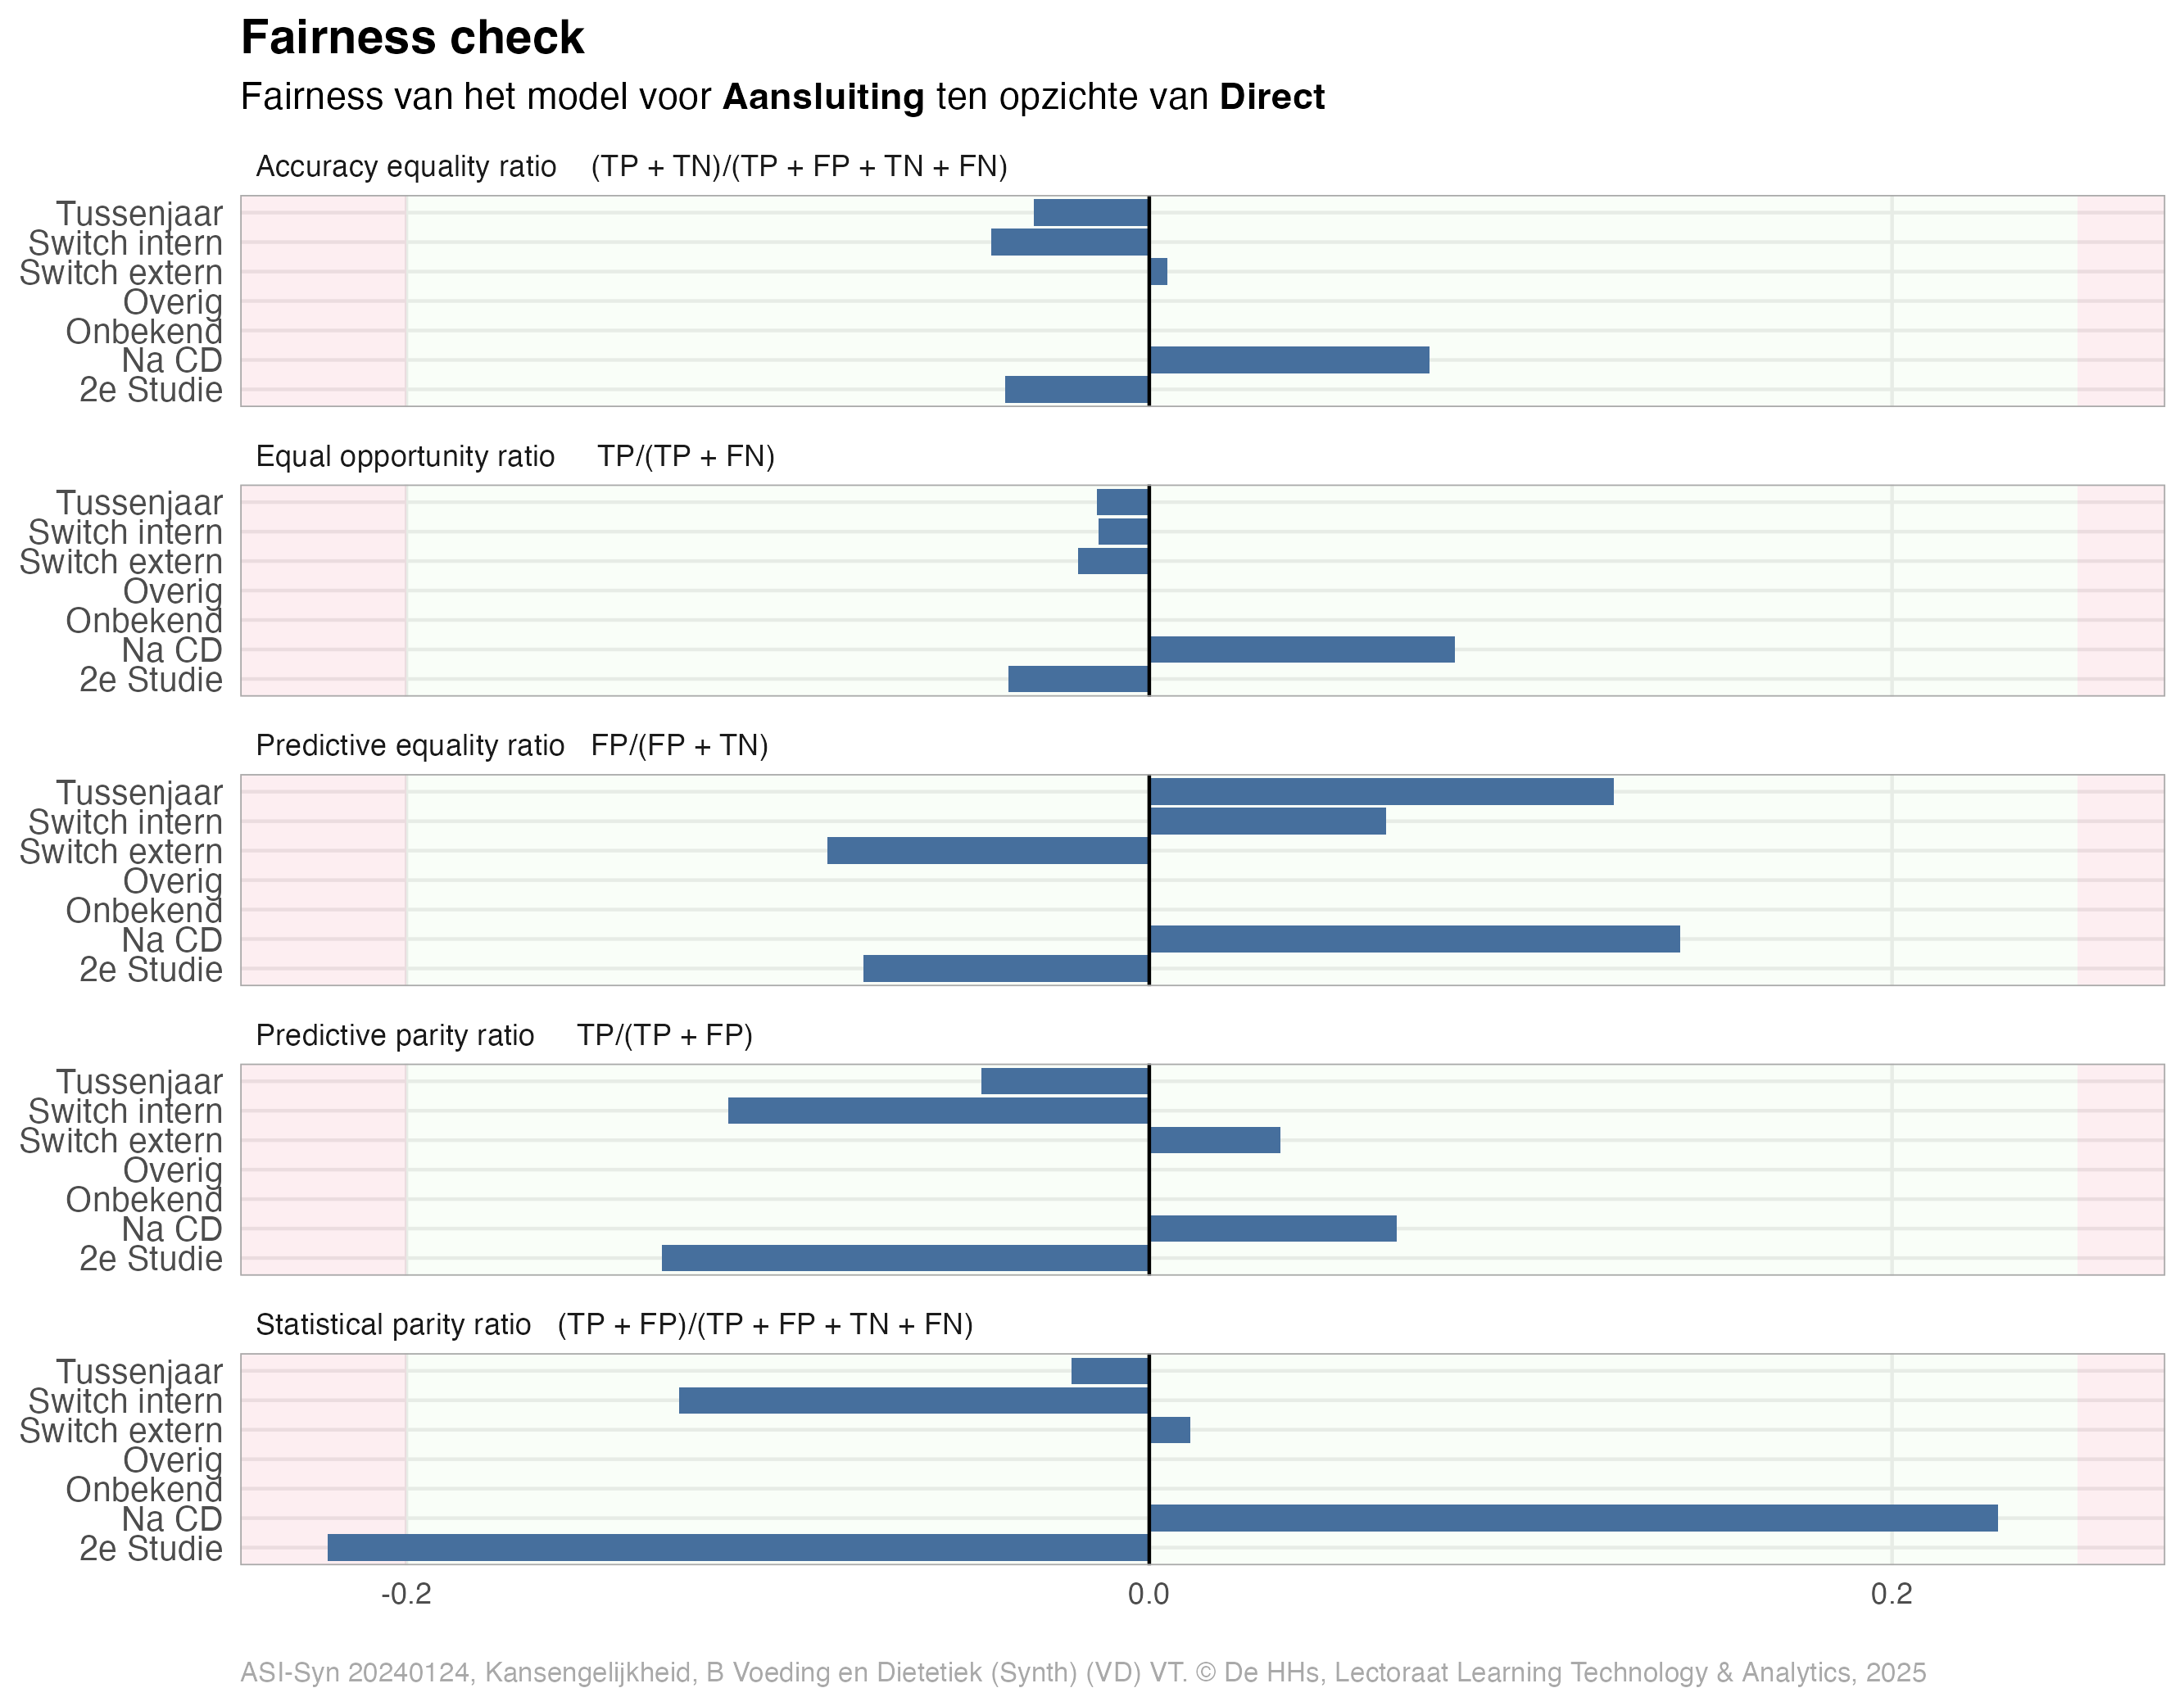 Fairness check
Fairness van het model voor Aansluiting ten opzichte van Direct
Accuracy equality ratio (TP + TN)/(TP + FP + TN + FN)
Tussenjaar
Switch intern
Switch extern
Overig
Onbekend
Na CD
2e Studie
Equal opportunity ratio TP/(TP + FN)
Tussenjaar
Switch intern
Switch extern
Overig
Onbekend
Na CD
2e Studie
Predictive equality ratio FP/(FP + TN)
Tussenjaar
Switch intern
Switch extern
Overig
Onbekend
Na CD
2e Studie
Predictive parity ratio TP/(TP + FP)
Tussenjaar
Switch intern
Switch extern
Overig
Onbekend
Na CD
2e Studie
Statistical parity ratio (TP + FP)/(TP + FP + TN + FN)
Tussenjaar
Switch intern
Switch extern
Overig
Onbekend
Na CD
2e Studie
-0.2 0.0 0.2
ASI-Syn 20240124, Kansengelijkheid, B Voeding en Dietetiek (Synth) (VD) VT. © De HHs, Lectoraat Learning Technology & Analytics, 2025